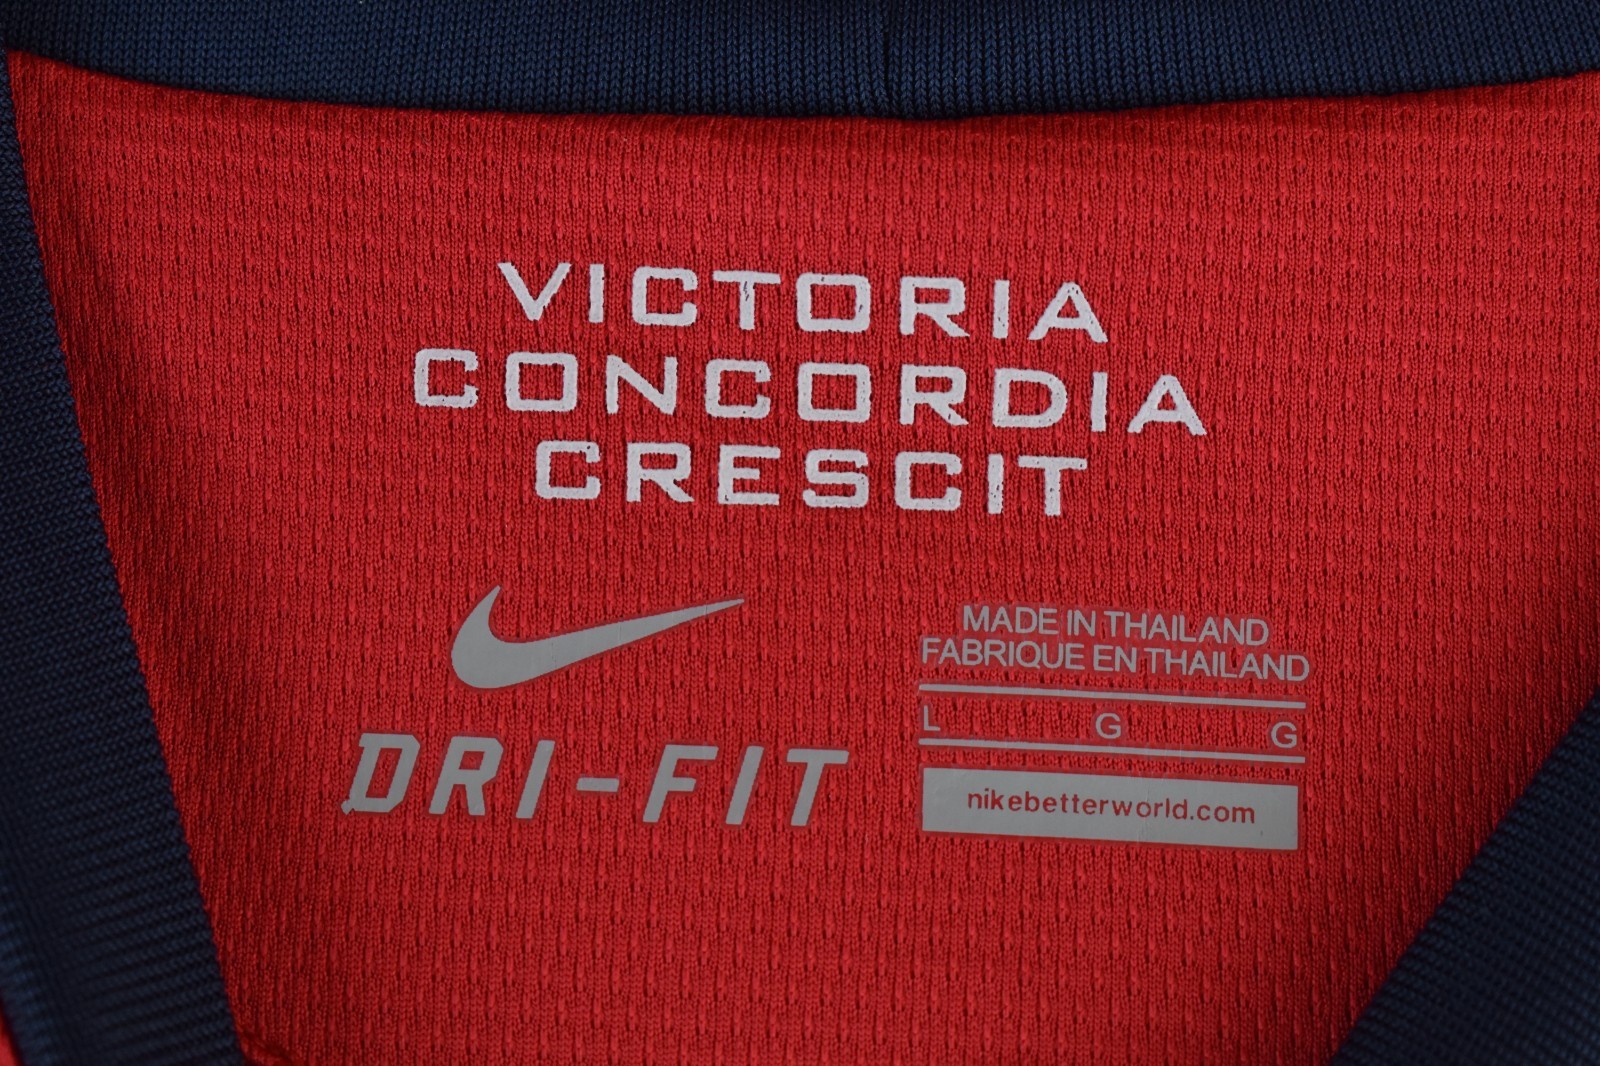 VICTORIA
CONCORDIA
CRESCIT
DRI-FIT
MADE IN THAILAND
FABRIQUE EN THAILAND
L G G
nikebetterworld.com